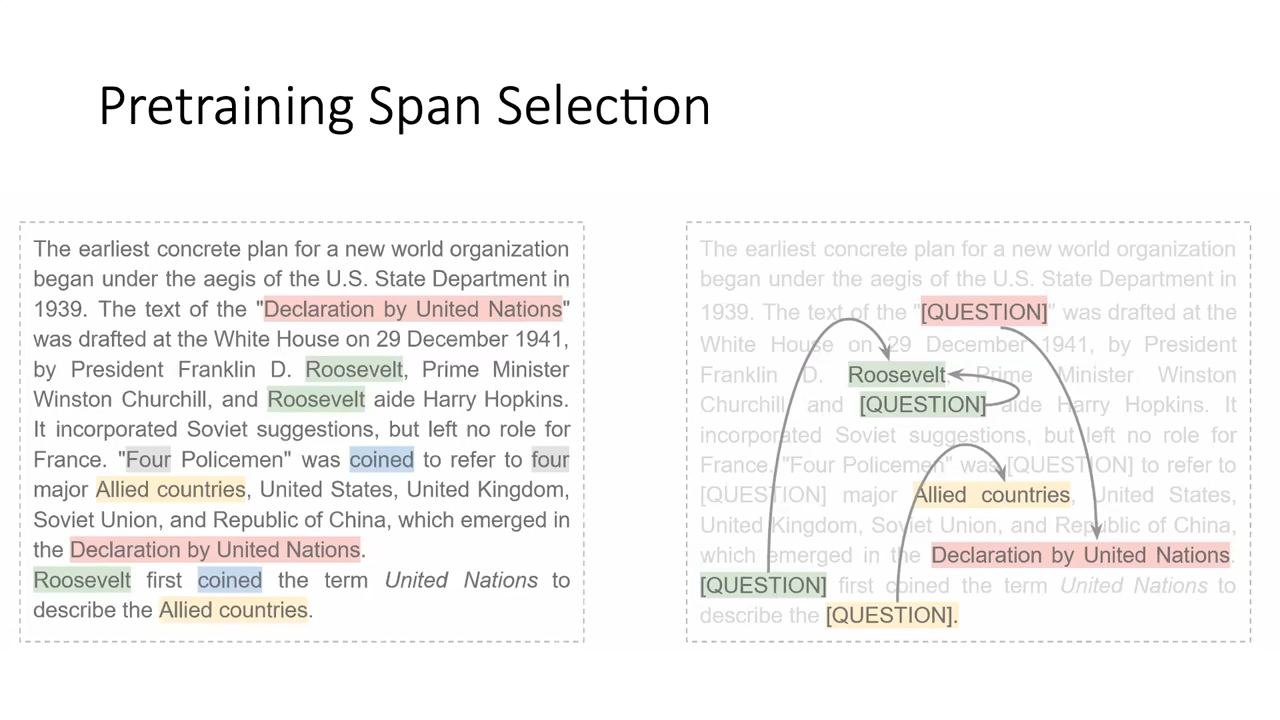 Pretraining Span Selection
The earliest concrete plan for a new world organization
began under the aegis of the U.S. State Department in
1939. The text of the "Declaration by United Nations"
was drafted at the White House on 29 December 1941,
by President Franklin D. Roosevelt, Prime Minister
Winston Churchill, and Roosevelt aide Harry Hopkins.
It incorporated Soviet suggestions, but left no role for
France. "Four Policemen" was coined to refer to four
major Allied countries, United States, United Kingdom,
Soviet Union, and Republic of China, which emerged in
the Declaration by United Nations.
Roosevelt first coined the term United Nations to
describe the Allied countries.
The earliest concrete plan for a new world organization
began under the aegis of the U.S. State Department in
1939. The text of the "[QUESTION]" was drafted at the
White House on 29 December 1941, by President
Franklin D. Roosevelt, Prime Minister Winston
Churchill, and [QUESTION] aide Harry Hopkins. It
incorporated Soviet suggestions, but left no role for
France. "Four Policemen" was [QUESTION] to refer to
[QUESTION] major Allied countries, United States,
United Kingdom, Soviet Union, and Republic of China,
which emerged in the Declaration by United Nations.
[QUESTION] first coined the term United Nations to
describe the [QUESTION].